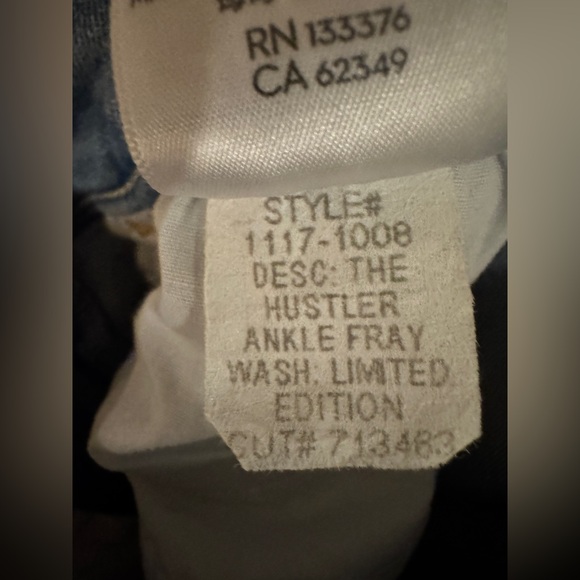 RN 133376
CA 62349
STYLE#
1117-1008
DESC: THE
HUSTLER
ANKLE FRAY
WASH: LIMITED
EDITION
CUT# 713483